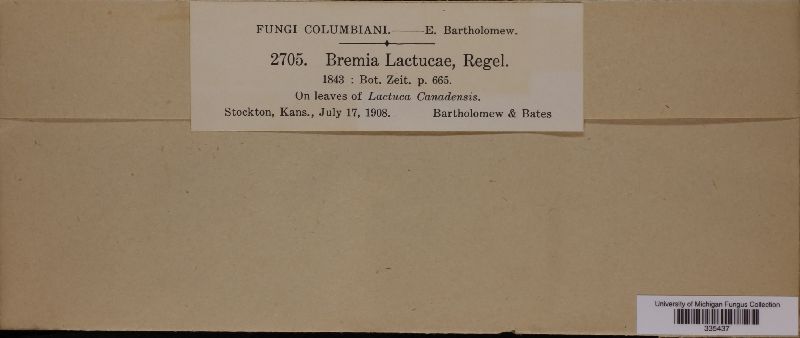 FUNGI COLUMBIANI.——E. Bartholomew.
2705. Bremia Lactucae, Regel.
1843 : Bot. Zeit. p. 665.
On leaves of Lactuca Canadensis.
Stockton, Kans., July 17, 1908. Bartholomew & Bates
University of Michigan Fungus Collection
335437